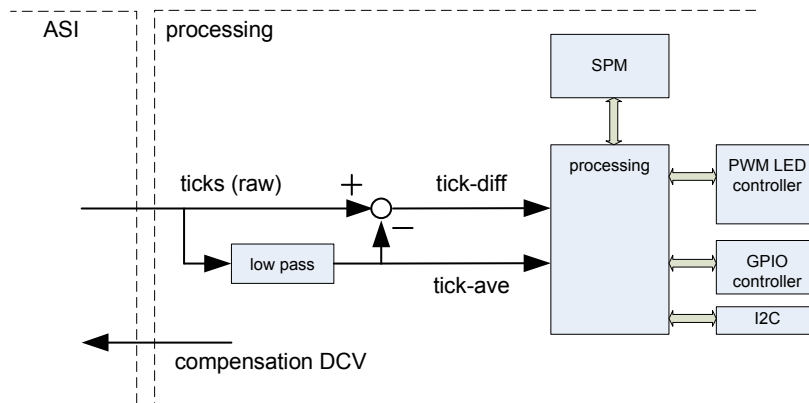 ASI
processing
SPM
processing
PWM LED
controller
ticks (raw)
+
tick-diff
−
low pass
tick-ave
GPIO
controller
I2C
compensation DCV